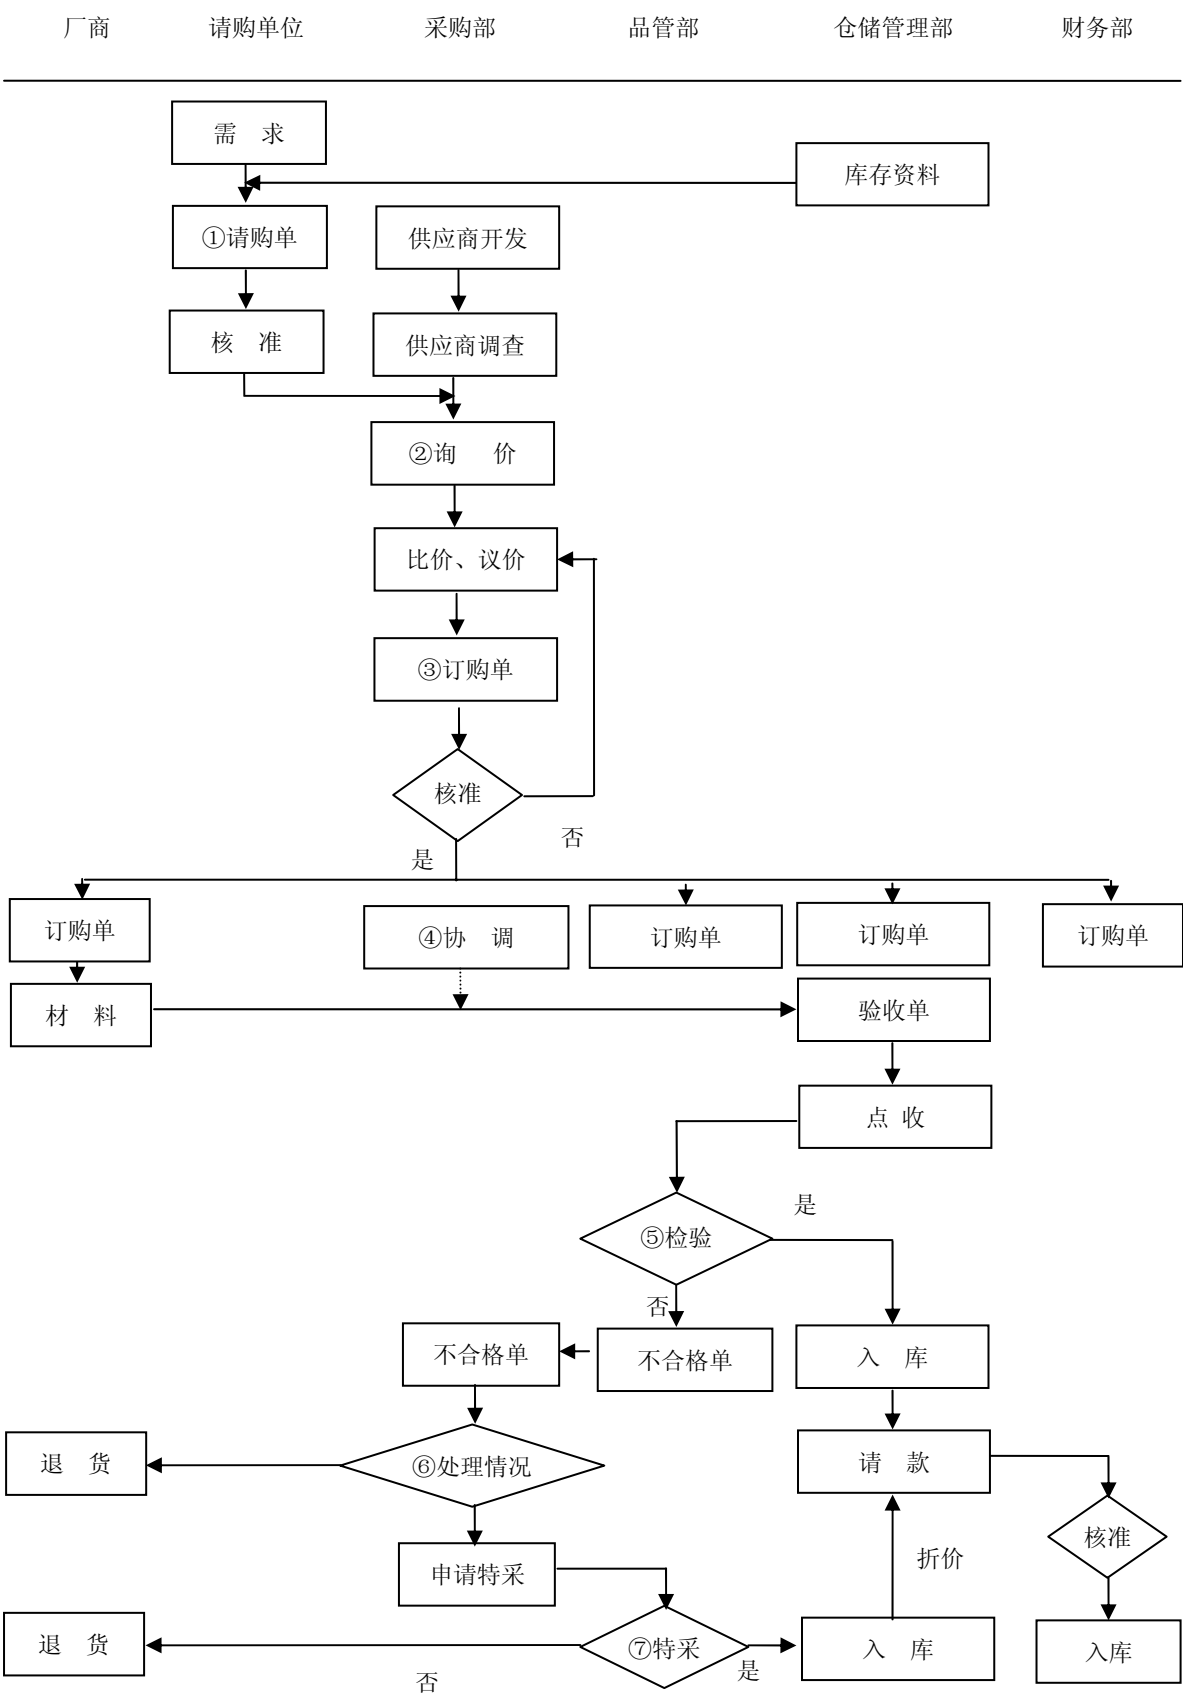 厂商 请购单位 采购部 品管部 仓储管理部 财务部
需 求
库存资料
①请购单 供应商开发
核 准 供应商调查
②询 价
比价、议价
③订购单
核准
否
是
订购单 ④协 调 订购单 订购单 订购单
材 料 验收单
点 收
是
⑤检验
否
不合格单 不合格单 入 库
退 货 ⑥处理情况 请 款
核准
折价
申请特采
退 货 ⑦特采 入 库 入库
是
否